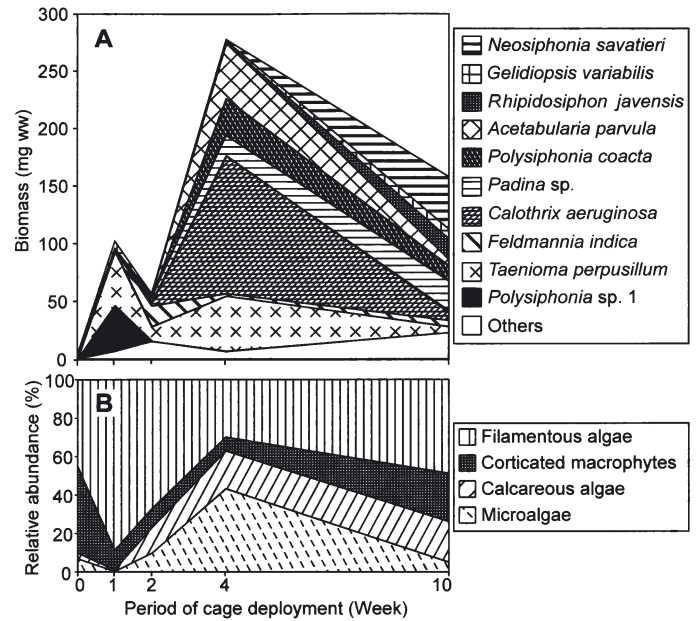 A
300
250
200
150
100
50
0
Biomass (mg ww)
Neosiphonia savatieri
Gelidiopsis variabilis
Rhipidosiphon javensis
Acetabularia parvula
Polysiphonia coacta
Padina sp.
Calothrix aeruginosa
Feldmannia indica
Taenioma perpusillum
Polysiphonia sp. 1
Others
B
100
80
60
40
20
0
Relative abundance (%)
0 1 2 4 10
Period of cage deployment (Week)
Filamentous algae
Corticated macrophytes
Calcareous algae
Microalgae